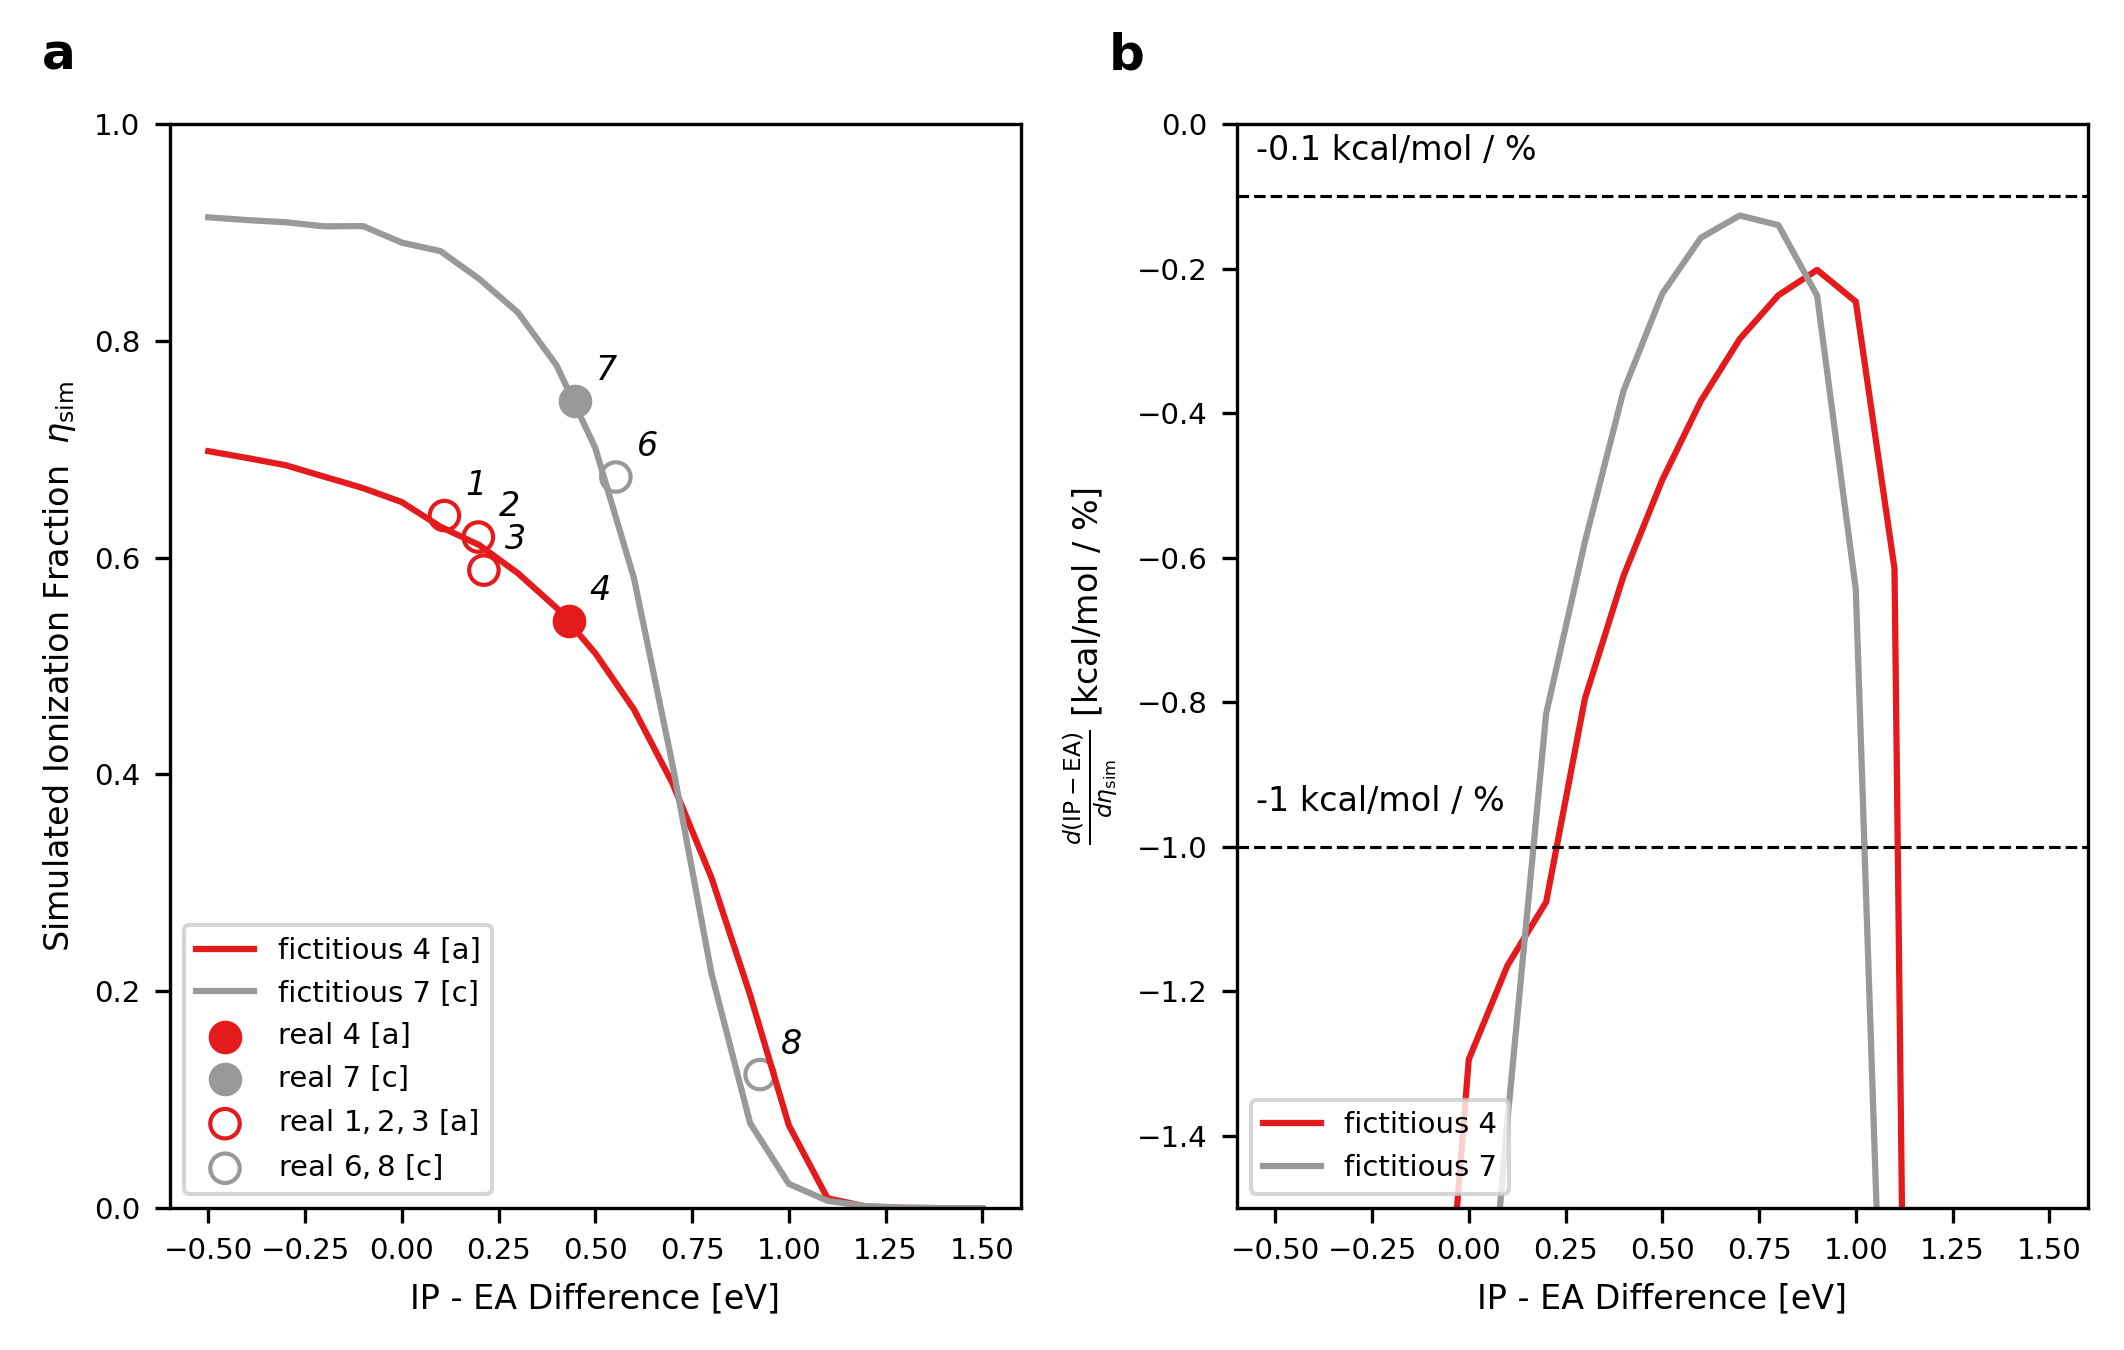 a
1.0
0.8
0.6
0.4
0.2
0.0
Simulated Ionization Fraction η_sim
7
6
1
2
3
4
8
fictitious 4 [a]
fictitious 7 [c]
real 4 [a]
real 7 [c]
real 1, 2, 3 [a]
real 6, 8 [c]
−0.50 −0.25 0.00 0.25 0.50 0.75 1.00 1.25 1.50
IP - EA Difference [eV]
b
0.0
−0.2
−0.4
−0.6
−0.8
−1.0
−1.2
−1.4
d(IP − EA)/dη_sim [kcal/mol / %]
-0.1 kcal/mol / %
-1 kcal/mol / %
fictitious 4
fictitious 7
−0.50 −0.25 0.00 0.25 0.50 0.75 1.00 1.25 1.50
IP - EA Difference [eV]